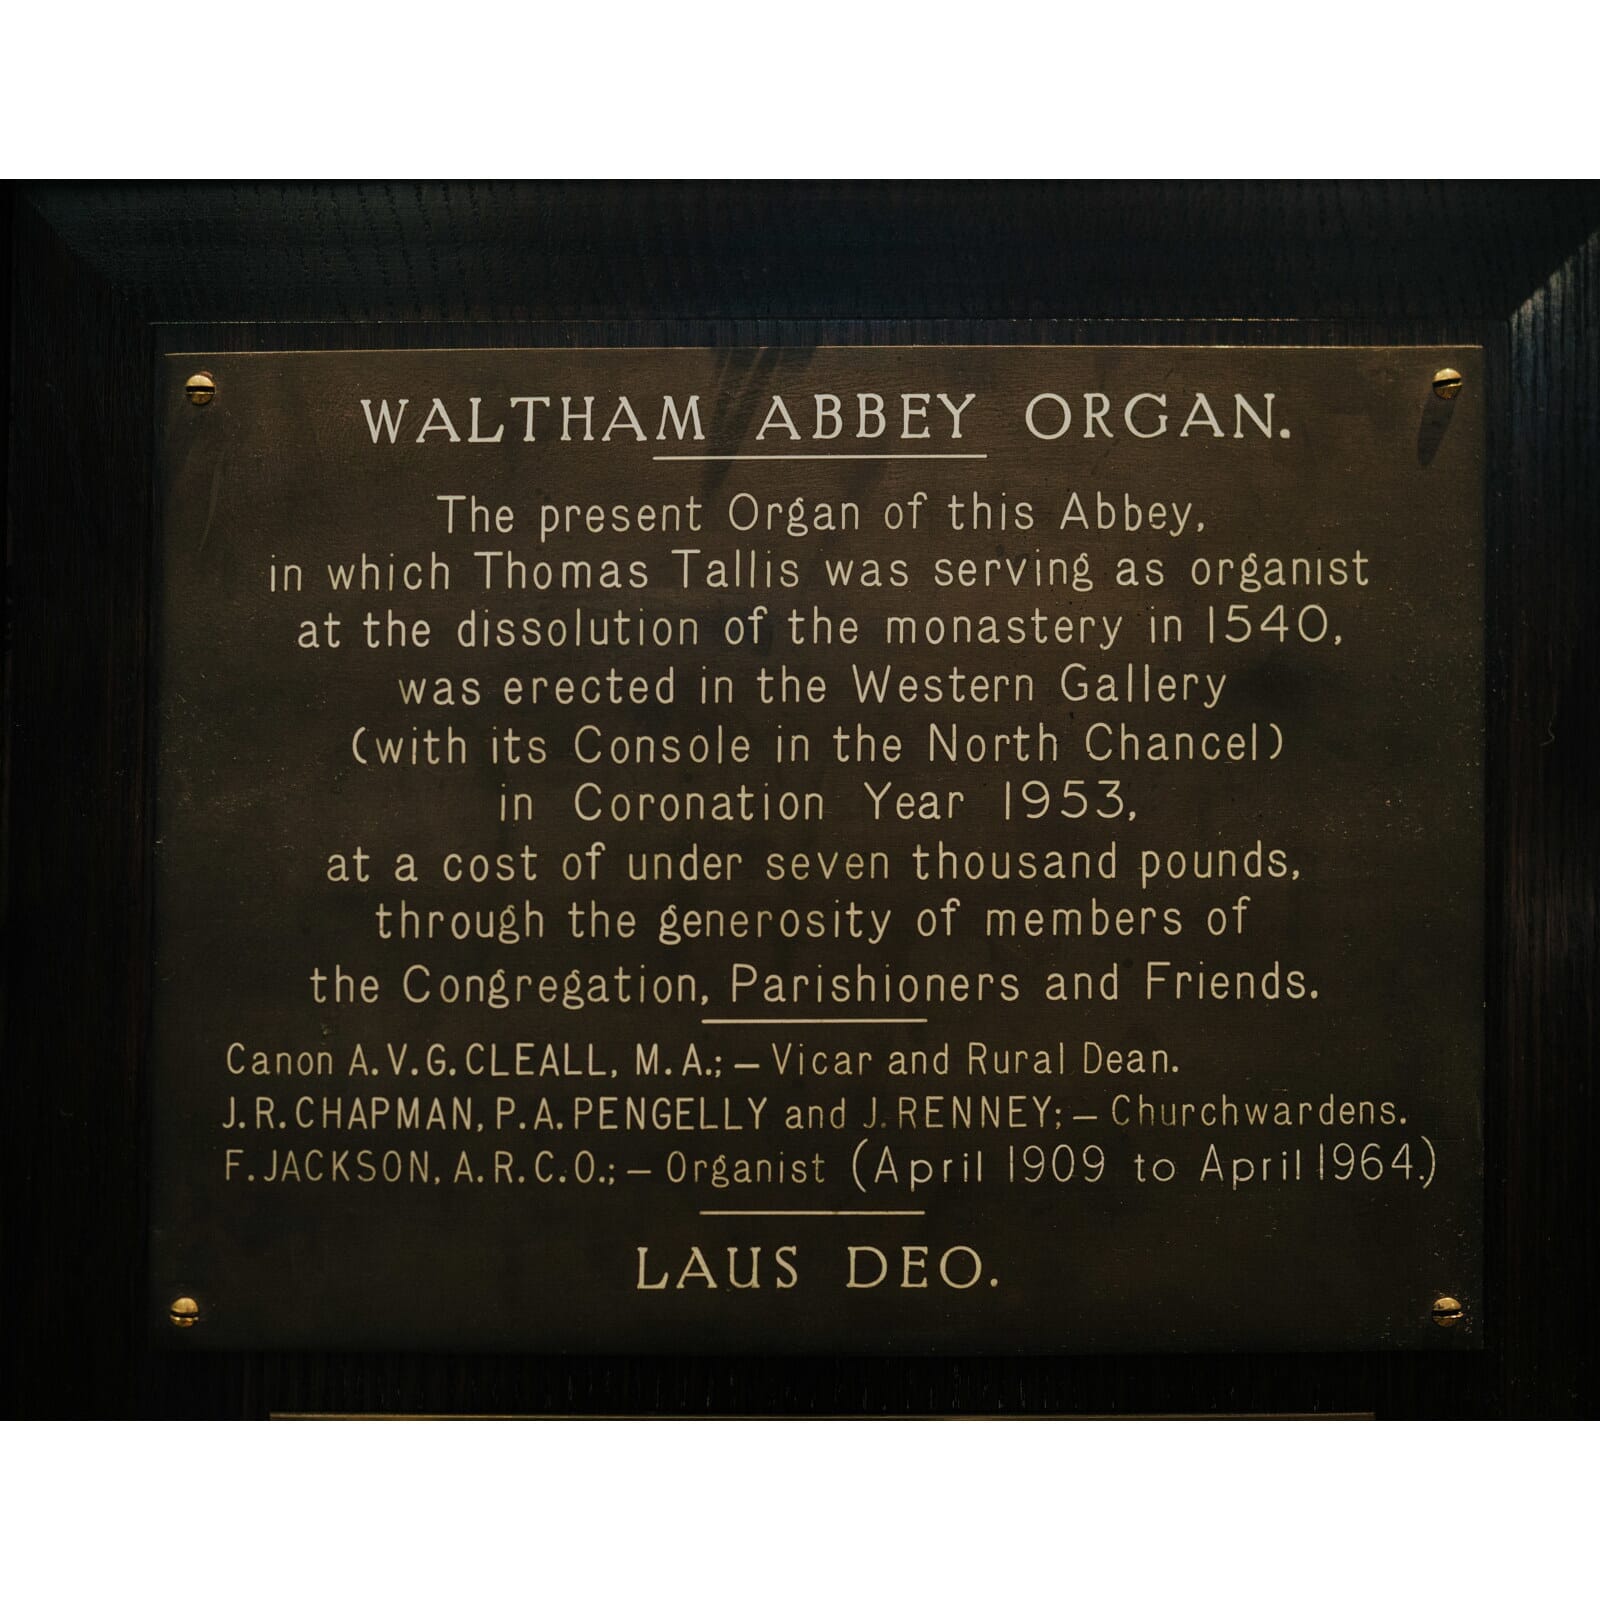 WALTHAM ABBEY ORGAN.
The present Organ of this Abbey,
in which Thomas Tallis was serving as organist
at the dissolution of the monastery in 1540,
was erected in the Western Gallery
(with its Console in the North Chancel)
in Coronation Year 1953,
at a cost of under seven thousand pounds,
through the generosity of members of
the Congregation, Parishioners and Friends.
Canon A.V.G.CLEALL, M.A.;— Vicar and Rural Dean.
J.R.CHAPMAN, P.A.PENGELLY and J.RENNEY;— Churchwardens.
F.JACKSON, A.R.C.O.;— Organist (April 1909 to April 1964.)
LAUS DEO.